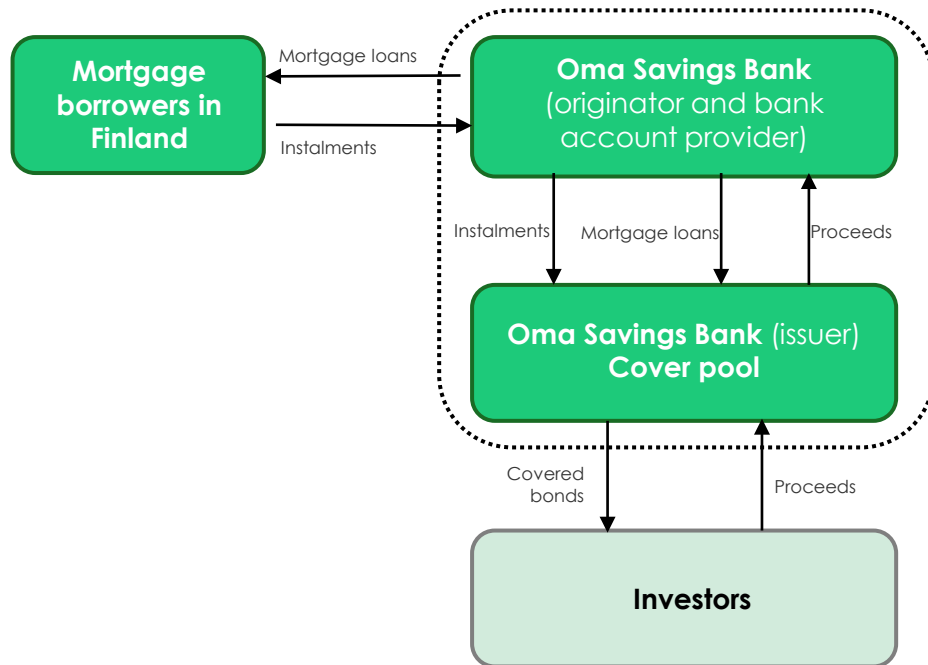 Mortgage
borrowers in
Finland
Mortgage loans
Instalments
Oma Savings Bank
(originator and bank
account provider)
Instalments
Mortgage loans
Proceeds
Oma Savings Bank (issuer)
Cover pool
Covered
bonds
Proceeds
Investors